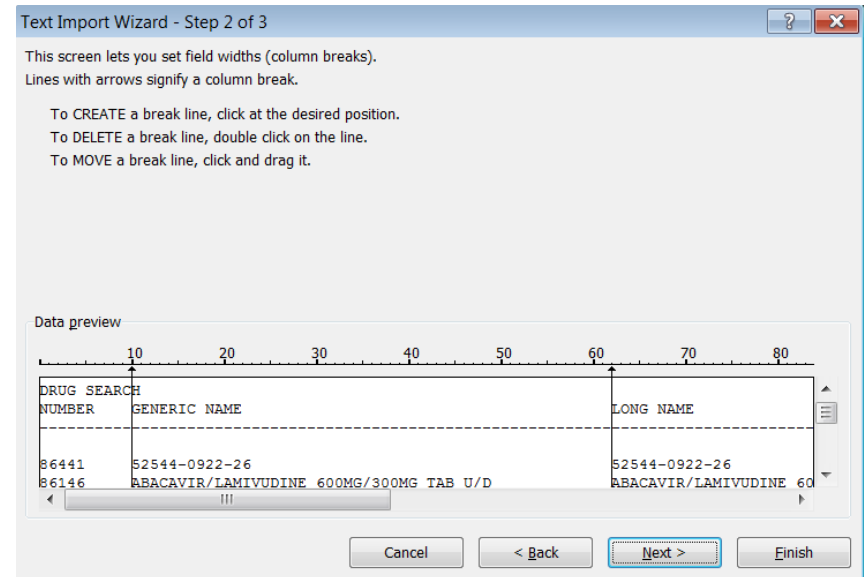 Text Import Wizard - Step 2 of 3
This screen lets you set field widths (column breaks).
Lines with arrows signify a column break.
To CREATE a break line, click at the desired position.
To DELETE a break line, double click on the line.
To MOVE a break line, click and drag it.
Data preview
10 20 30 40 50 60 70 80
DRUG SEARCH
NUMBER GENERIC NAME LONG NAME
86441 52544-0922-26 52544-0922-26
86146 ABACAVIR/LAMIVUDINE 600MG/300MG TAB U/D ABACAVIR/LAMIVUDINE 60
Cancel < Back Next > Finish